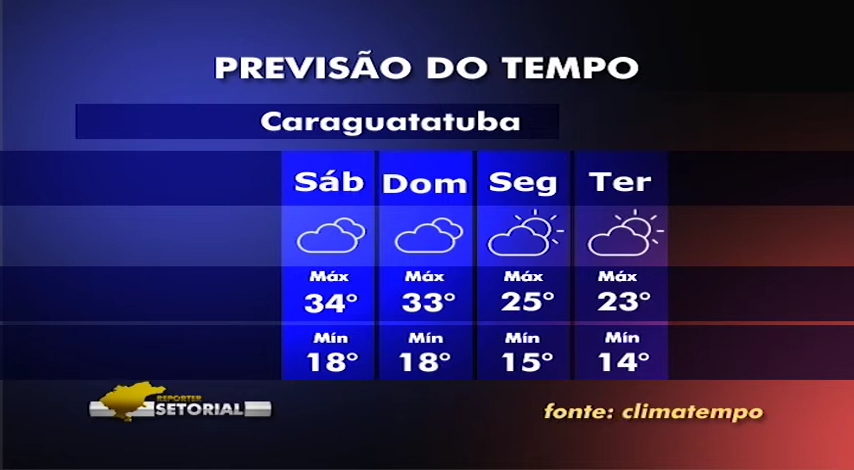 PREVISÃO DO TEMPO
Caraguatatuba
Sáb Dom Seg Ter
Máx Máx Máx Máx
34° 33° 25° 23°
Mín Mín Mín Mín
18° 18° 15° 14°
REPORTER
SETORIAL
fonte: climatempo